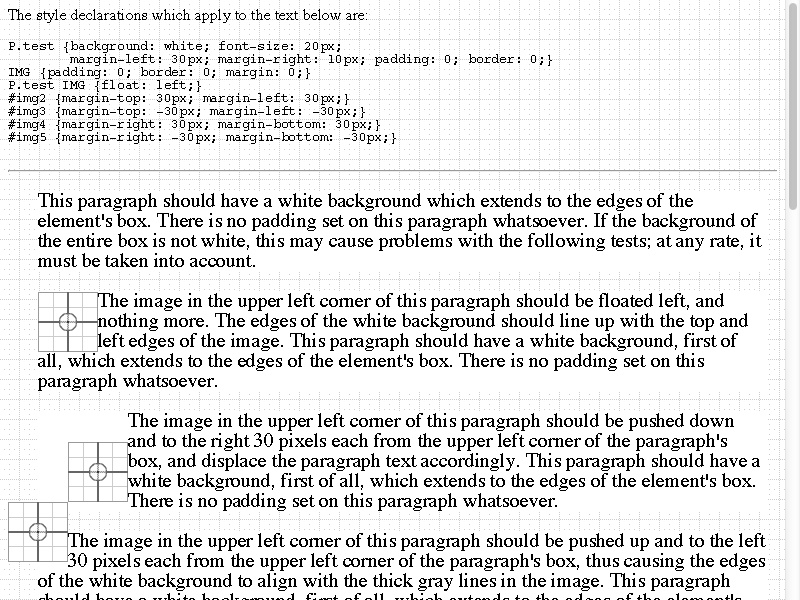 The style declarations which apply to the text below are:
P.test {background: white; font-size: 20px;
margin-left: 30px; margin-right: 10px; padding: 0; border: 0;}
IMG {padding: 0; border: 0; margin: 0;}
P.test IMG {float: left;}
#img2 {margin-top: 30px; margin-left: 30px;}
#img3 {margin-top: -30px; margin-left: -30px;}
#img4 {margin-right: 30px; margin-bottom: 30px;}
#img5 {margin-right: -30px; margin-bottom: -30px;}
This paragraph should have a white background which extends to the edges of the
element's box. There is no padding set on this paragraph whatsoever. If the background of
the entire box is not white, this may cause problems with the following tests; at any rate, it
must be taken into account.
The image in the upper left corner of this paragraph should be floated left, and
nothing more. The edges of the white background should line up with the top and
left edges of the image. This paragraph should have a white background, first of
all, which extends to the edges of the element's box. There is no padding set on this
paragraph whatsoever.
The image in the upper left corner of this paragraph should be pushed down
and to the right 30 pixels each from the upper left corner of the paragraph's
box, and displace the paragraph text accordingly. This paragraph should have a
white background, first of all, which extends to the edges of the element's box.
There is no padding set on this paragraph whatsoever.
The image in the upper left corner of this paragraph should be pushed up and to the left
30 pixels each from the upper left corner of the paragraph's box, thus causing the edges
of the white background to align with the thick gray lines in the image. This paragraph
should have a white background, first of all, which extends to the edges of the element's